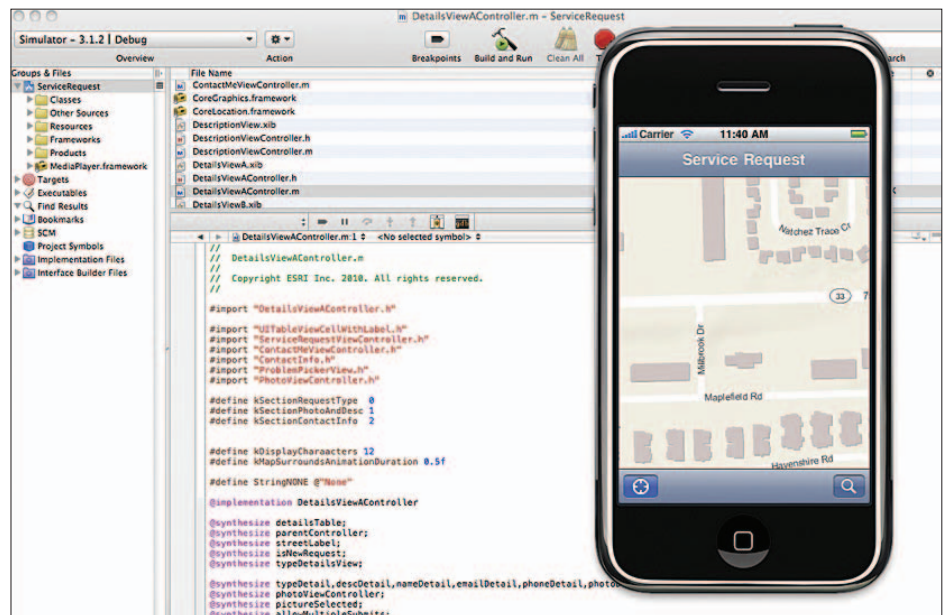 DetailsViewAController.m - ServiceRequest
Simulator - 3.1.2 | Debug
Overview
Action
Breakpoints
Build and Run
Clean All
Groups & Files
ServiceRequest
Classes
Other Sources
Resources
Frameworks
Products
MediaPlayer.framework
Targets
Executables
Find Results
Bookmarks
SCM
Project Symbols
Implementation Files
Interface Builder Files
File Name
ContactMeViewController.m
CoreGraphics.framework
CoreLocation.framework
DescriptionView.xib
DescriptionViewController.h
DescriptionViewController.m
DetailsViewA.xib
DetailsViewAController.h
DetailsViewAController.m
DetailsViewB.xib
DetailsViewAController.m:1
<No selected symbol>
//
// DetailsViewAController.m
//
// Copyright ESRI Inc. 2010. All rights reserved.
//
#import "DetailsViewAController.h"
#import "UITableViewCellWithLabel.h"
#import "ServiceRequestViewController.h"
#import "ContactMeViewController.h"
#import "ContactInfo.h"
#import "ProblemPickerView.h"
#import "PhotoViewController.h"
#define kSectionRequestType 0
#define kSectionPhotoAndDesc 1
#define kSectionContactInfo 2
#define kDisplayCharaacters 12
#define kMapSurroundsAnimationDuration 0.5f
#define StringNONE @"None"
@implementation DetailsViewAController
@synthesize detailsTable;
@synthesize parentController;
@synthesize streetLabel;
@synthesize isNewRequest;
@synthesize typeDetailsView;
@synthesize typeDetail,descDetail,nameDetail,emailDetail,phoneDetail,photo
@synthesize photoViewController;
@synthesize pictureSelected;
@synthesize allowMultipleSubmits;
Carrier
11:40 AM
Service Request
Natchez Trace Ct
33
Millbrook Dr
Maplefield Rd
Havenshire Rd